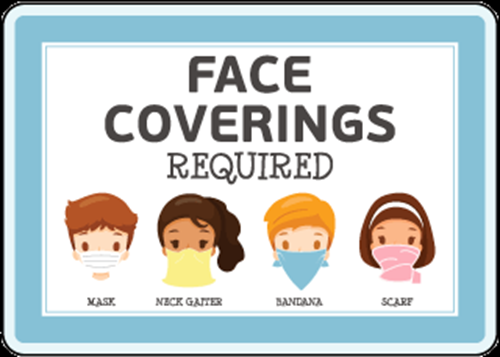 FACE
COVERINGS
REQUIRED
MASK NECK GAITER BANDANA SCARF